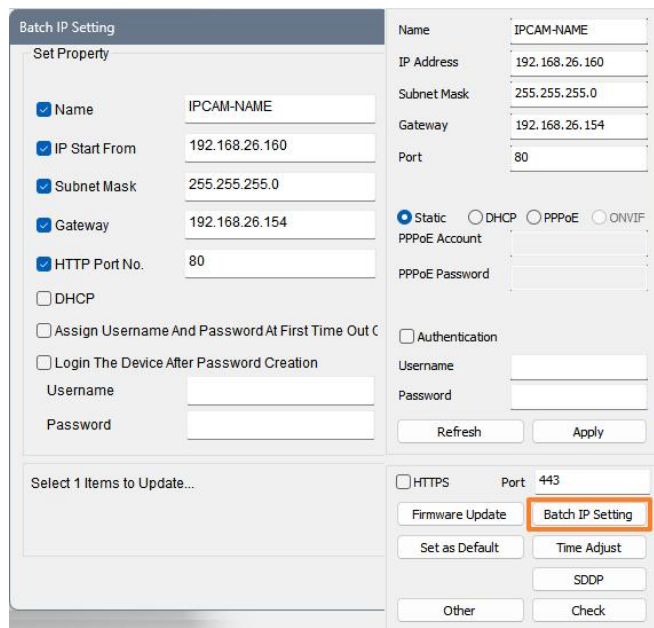 Batch IP Setting
Set Property
Name IPCAM-NAME
IP Start From 192.168.26.160
Subnet Mask 255.255.255.0
Gateway 192.168.26.154
HTTP Port No. 80
DHCP
Assign Username And Password At First Time Out
Login The Device After Password Creation
Username
Password
Select 1 Items to Update...
Name IPCAM-NAME
IP Address 192.168.26.160
Subnet Mask 255.255.255.0
Gateway 192.168.26.154
Port 80
Static DHCP PPPoE ONVIF
PPPoE Account
PPPoE Password
Authentication
Username
Password
Refresh Apply
HTTPS Port 443
Firmware Update Batch IP Setting
Set as Default Time Adjust
SDDP
Other Check